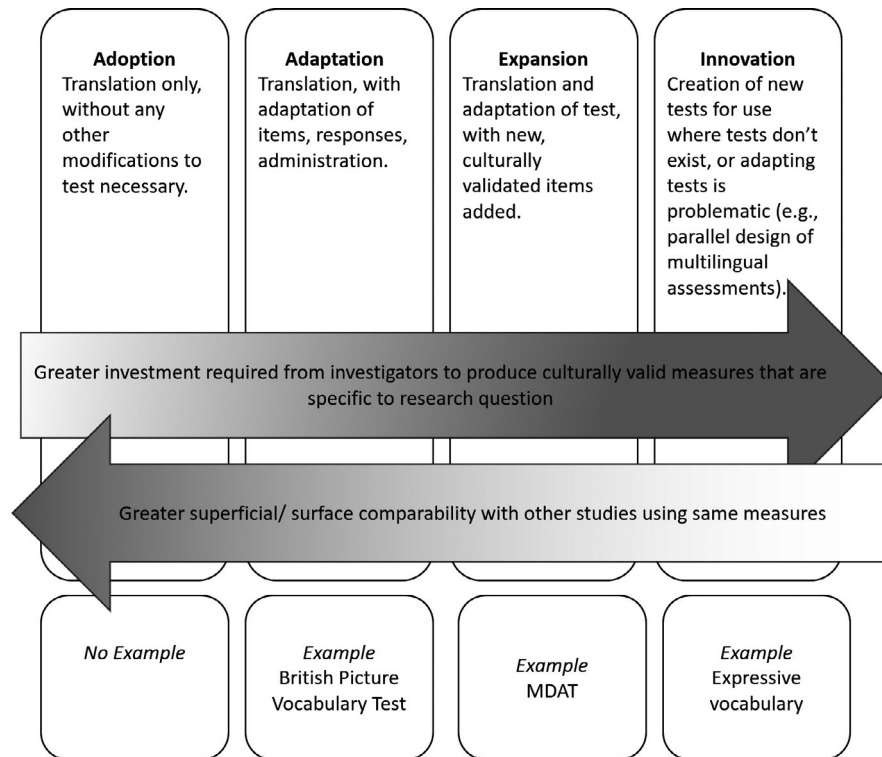 Adoption
Translation only,
without any
other
modifications to
test necessary.
Adaptation
Translation, with
adaptation of
items, responses,
administration.
Expansion
Translation and
adaptation of test,
with new,
culturally
validated items
added.
Innovation
Creation of new
tests for use
where tests don’t
exist, or adapting
tests is
problematic (e.g.,
parallel design of
multilingual
assessments).
Greater investment required from investigators to produce culturally valid measures that are
specific to research question
Greater superficial/ surface comparability with other studies using same measures
No Example
Example
British Picture
Vocabulary Test
Example
MDAT
Example
Expressive
vocabulary